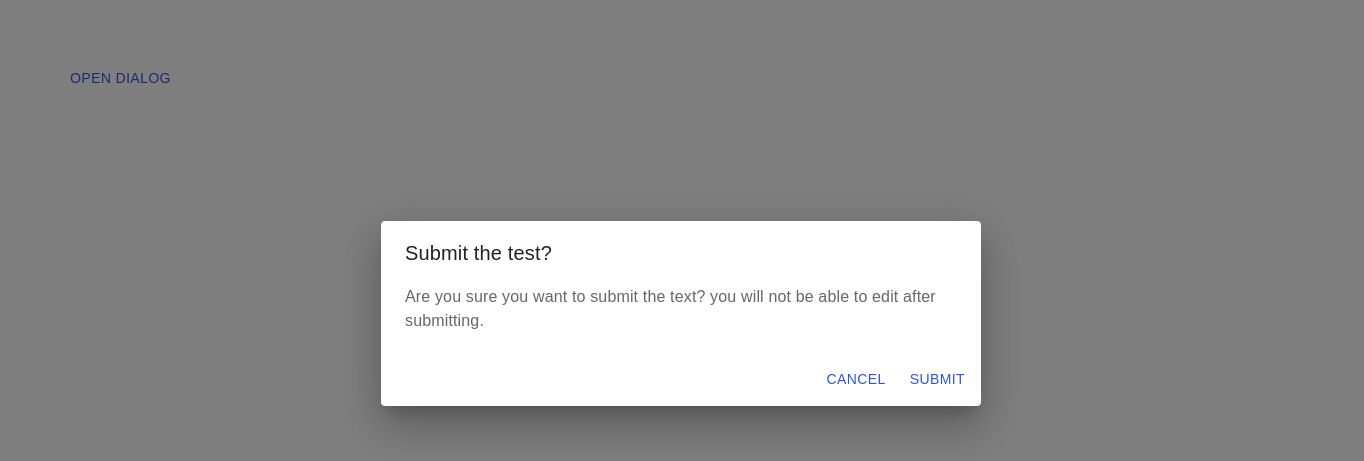 OPEN DIALOG
Submit the test?
Are you sure you want to submit the text? you will not be able to edit after
submitting.
CANCEL SUBMIT